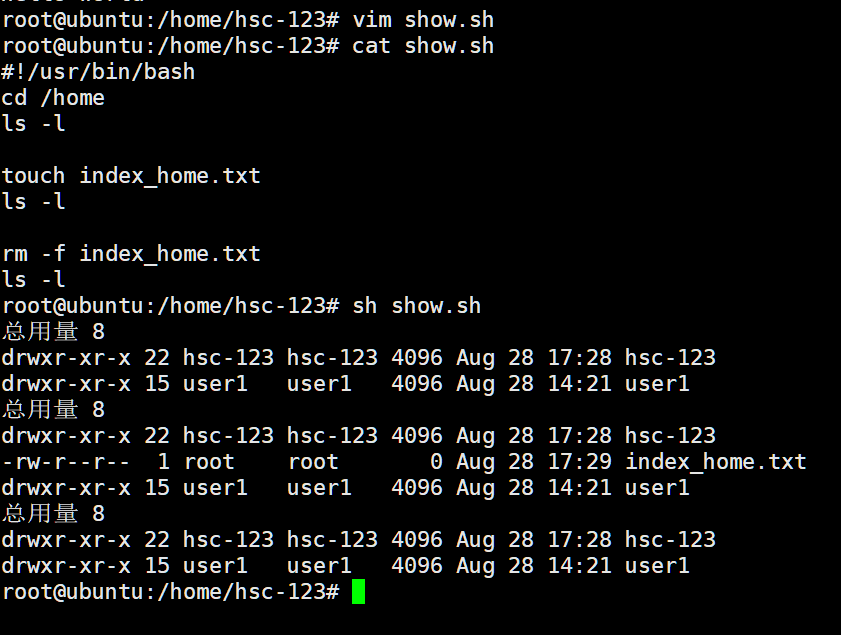 root@ubuntu:/home/hsc-123# vim show.sh
root@ubuntu:/home/hsc-123# cat show.sh
#!/usr/bin/bash
cd /home
ls -l

touch index_home.txt
ls -l

rm -f index_home.txt
ls -l
root@ubuntu:/home/hsc-123# sh show.sh
总用量 8
drwxr-xr-x 22 hsc-123 hsc-123 4096 Aug 28 17:28 hsc-123
drwxr-xr-x 15 user1   user1   4096 Aug 28 14:21 user1
总用量 8
drwxr-xr-x 22 hsc-123 hsc-123 4096 Aug 28 17:28 hsc-123
-rw-r--r--  1 root    root       0 Aug 28 17:29 index_home.txt
drwxr-xr-x 15 user1   user1   4096 Aug 28 14:21 user1
总用量 8
drwxr-xr-x 22 hsc-123 hsc-123 4096 Aug 28 17:28 hsc-123
drwxr-xr-x 15 user1   user1   4096 Aug 28 14:21 user1
root@ubuntu:/home/hsc-123#